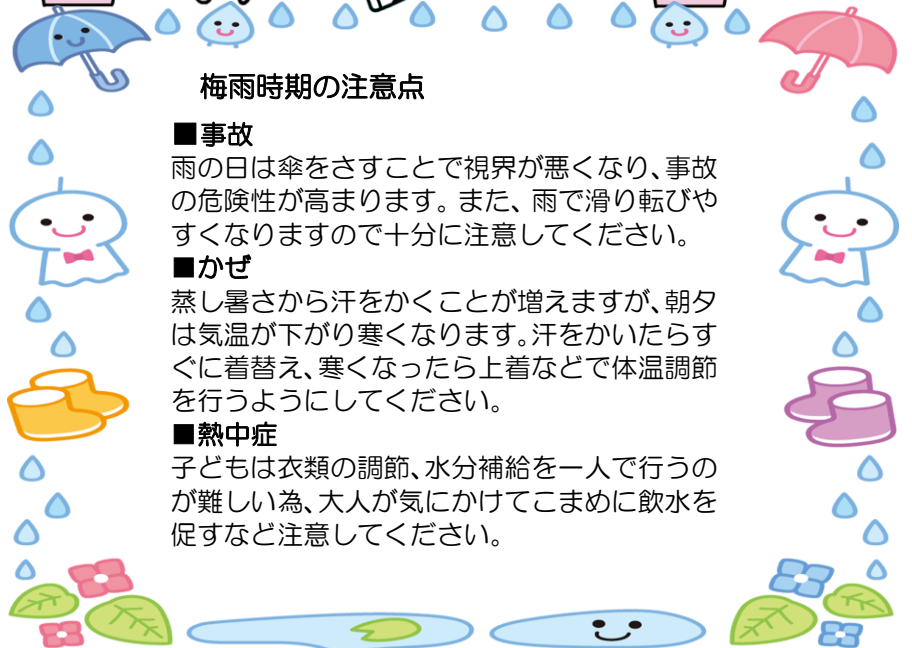 梅雨時期の注意点
■事故
雨の日は傘をさすことで視界が悪くなり、事故
の危険性が高まります。また、雨で滑り転びや
すくなりますので十分に注意してください。
■かぜ
蒸し暑さから汗をかくことが増えますが、朝夕
は気温が下がり寒くなります。汗をかいたらす
ぐに着替え、寒くなったら上着などで体温調節
を行うようにしてください。
■熱中症
子どもは衣類の調節、水分補給を一人で行うの
が難しい為、大人が気にかけてこまめに飲水を
促すなど注意してください。